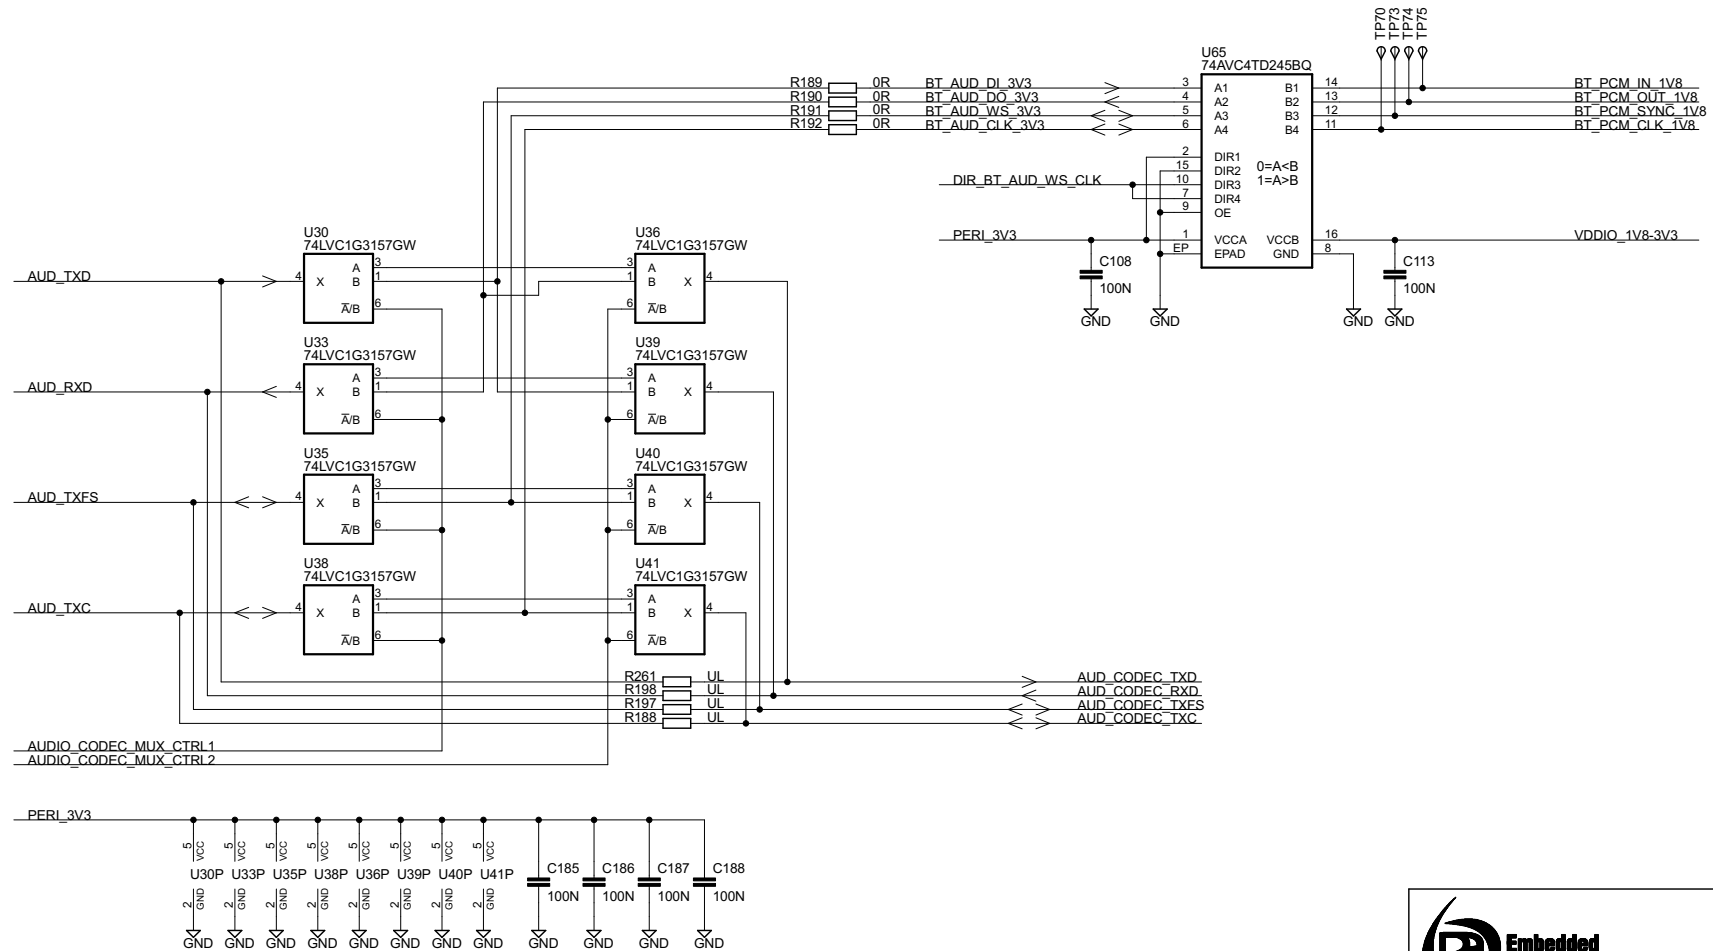 TP70
TP73
TP74
TP75
U65
74AVC4TD245BQ
R189 0R BT_AUD_DI_3V3 3 A1 B1 14 BT_PCM_IN_1V8
R190 0R BT_AUD_DO_3V3 4 A2 B2 13 BT_PCM_OUT_1V8
R191 0R BT_AUD_WS_3V3 5 A3 B3 12 BT_PCM_SYNC_1V8
R192 0R BT_AUD_CLK_3V3 6 A4 B4 11 BT_PCM_CLK_1V8
2 DIR1
15 DIR2 0=A<B
DIR_BT_AUD_WS_CLK 10 DIR3 1=A>B
7 DIR4
9 OE
PERI_3V3 1 VCCA VCCB 16 VDDIO_1V8-3V3
EP EPAD GND 8
C108 C113
100N 100N
GND GND GND GND
U30 U36
74LVC1G3157GW 74LVC1G3157GW
A 3 3 A
AUD_TXD 4 X B 1 1 B X 4
A/B 6 6 A/B
U33 U39
74LVC1G3157GW 74LVC1G3157GW
A 3 3 A
AUD_RXD 4 X B 1 1 B X 4
A/B 6 6 A/B
U35 U40
74LVC1G3157GW 74LVC1G3157GW
A 3 3 A
AUD_TXFS 4 X B 1 1 B X 4
A/B 6 6 A/B
U38 U41
74LVC1G3157GW 74LVC1G3157GW
A 3 3 A
AUD_TXC 4 X B 1 1 B X 4
A/B 6 6 A/B
R261 UL AUD_CODEC_TXD
R198 UL AUD_CODEC_RXD
R197 UL AUD_CODEC_TXFS
R188 UL AUD_CODEC_TXC
AUDIO_CODEC_MUX_CTRL1
AUDIO_CODEC_MUX_CTRL2
PERI_3V3
5 VCC 5 VCC 5 VCC 5 VCC 5 VCC 5 VCC 5 VCC 5 VCC
U30P U33P U35P U38P U36P U39P U40P U41P C185 C186 C187 C188
100N 100N 100N 100N
2 GND 2 GND 2 GND 2 GND 2 GND 2 GND 2 GND 2 GND
GND GND GND GND GND GND GND GND GND GND GND GND
Embedded